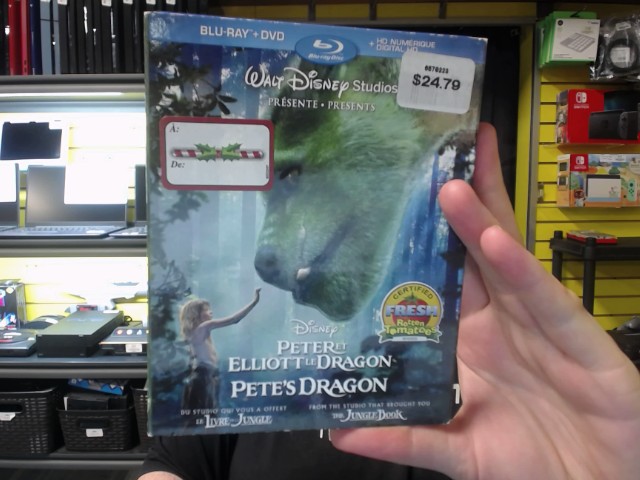 BLU-RAY + DVD
Blu-ray Disc
+ HD NUMÉRIQUE
DIGITAL HD
$24.79
WALT DISNEY STUDIOS
PRÉSENTE • PRESENTS
À:
De:
CERTIFIED
FRESH
Rotten
Tomatoes
DISNEY
PETER ET
ELLIOTT LE DRAGON
PETE'S DRAGON
DU STUDIO QUI VOUS A OFFERT
LE LIVRE DE LA JUNGLE
FROM THE STUDIO THAT BROUGHT YOU
THE JUNGLE BOOK